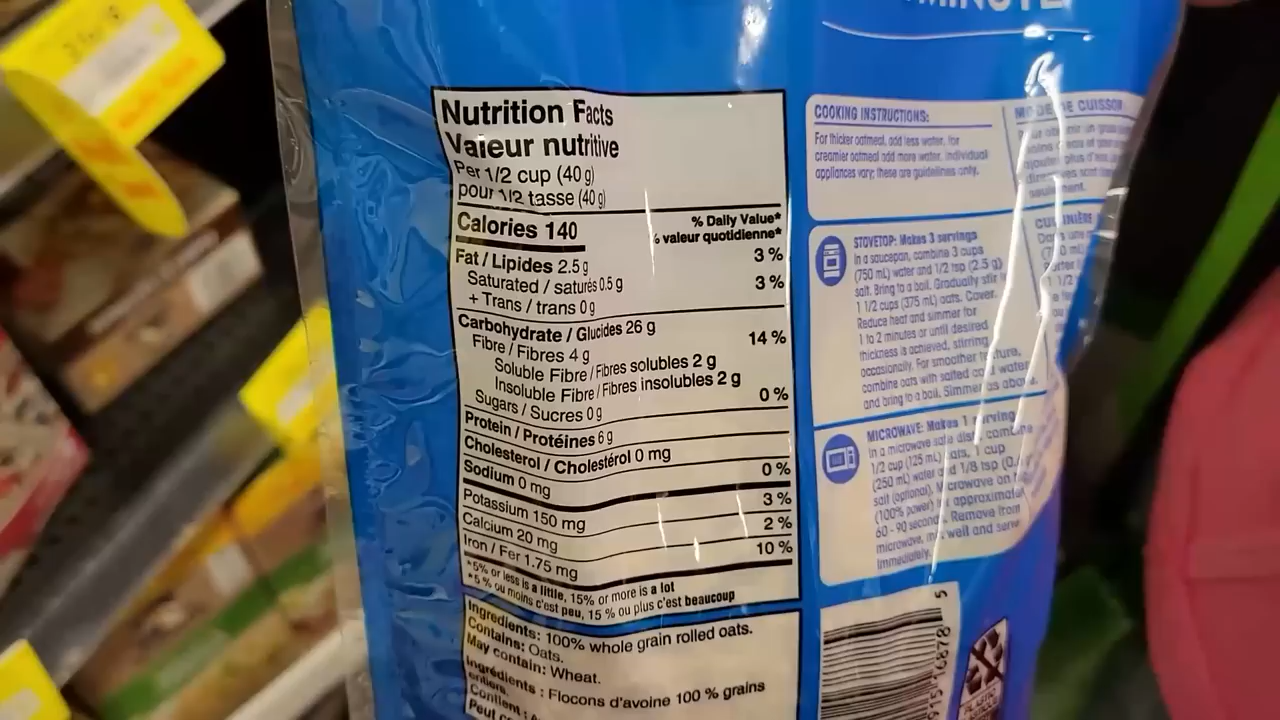 MINUTE
Nutrition Facts
Valeur nutritive
Per 1/2 cup (40 g)
pour 1/2 tasse (40 g)
% Daily Value*
% valeur quotidienne*
Calories 140
Fat / Lipides 2.5 g 3 %
Saturated / saturés 0.5 g 3 %
+ Trans / trans 0 g
Carbohydrate / Glucides 26 g 14 %
Fibre / Fibres 4 g
Soluble Fibre / Fibres solubles 2 g
Insoluble Fibre / Fibres insolubles 2 g
Sugars / Sucres 0 g 0 %
Protein / Protéines 6 g
Cholesterol / Cholestérol 0 mg
Sodium 0 mg 0 %
Potassium 150 mg 3 %
Calcium 20 mg 2 %
Iron / Fer 1.75 mg 10 %
*5% or less is a little, 15% or more is a lot
*5 % ou moins c'est peu, 15 % ou plus c'est beaucoup
Ingredients: 100% whole grain rolled oats.
Contains: Oats.
May contain: Wheat.
Ingrédients : Flocons d'avoine 100 % grains
entiers.
Contient :
COOKING INSTRUCTIONS:
For thicker oatmeal, add less water, for
creamier oatmeal add more water. Individual
appliances vary; these are guidelines only.
STOVETOP: Makes 3 servings
In a saucepan, combine 3 cups
(750 mL) water and 1/2 tsp (2.5 g)
salt. Bring to a boil. Gradually stir in
1 1/2 cups (375 mL) oats. Cover.
Reduce heat and simmer for
1 to 2 minutes or until desired
thickness is achieved, stirring
occasionally. For smoother texture,
combine oats with salted cold water
and bring to a boil. Simmer as above.
MICROWAVE: Makes 1 serving
In a microwave safe dish, combine
1/2 cup (125 mL) oats, 1 cup
(250 mL) water and 1/8 tsp
salt (optional). Microwave on
(100% power) approximate
60 - 90 seconds. Remove from
microwave, mix well and serve
immediately.
MODE DE CUISSON
5
PLASTIC